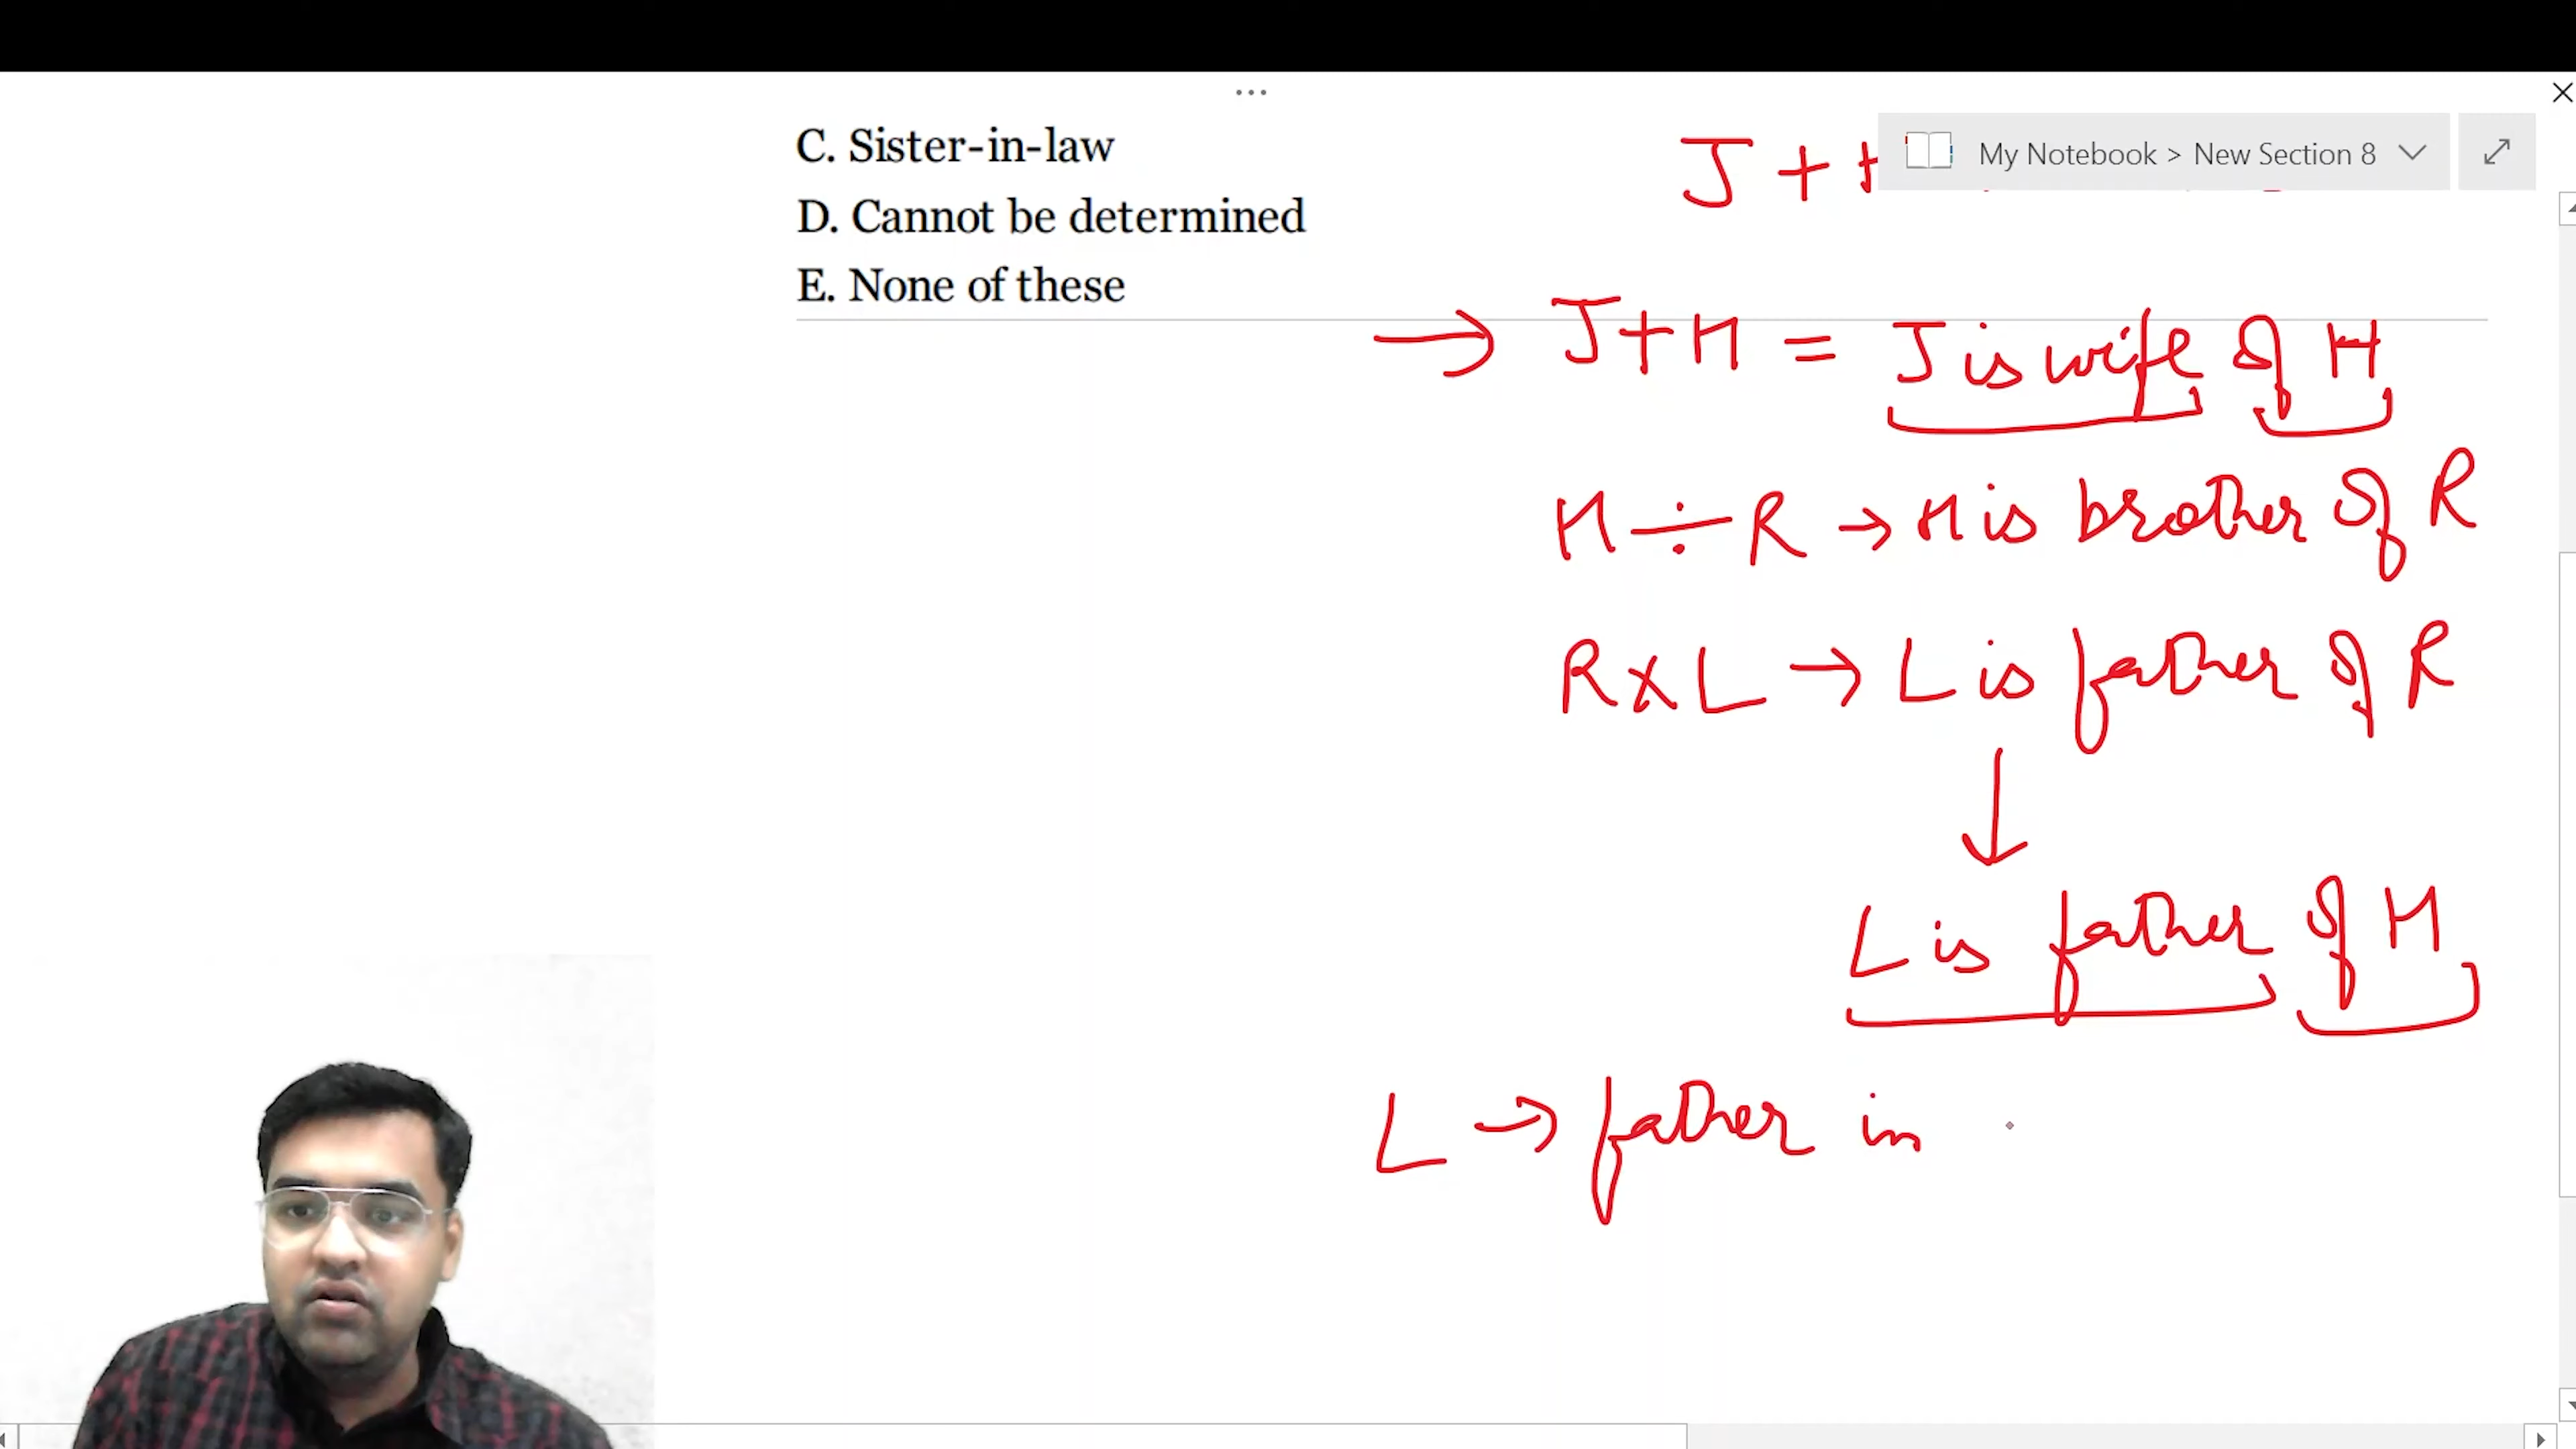 C. Sister-in-law
D. Cannot be determined
E. None of these
J +
My Notebook > New Section 8
→ J+H = J is wife of H
H ÷ R → H is brother of R
R x L → L is father of R
↓
L is father of H
L → father in